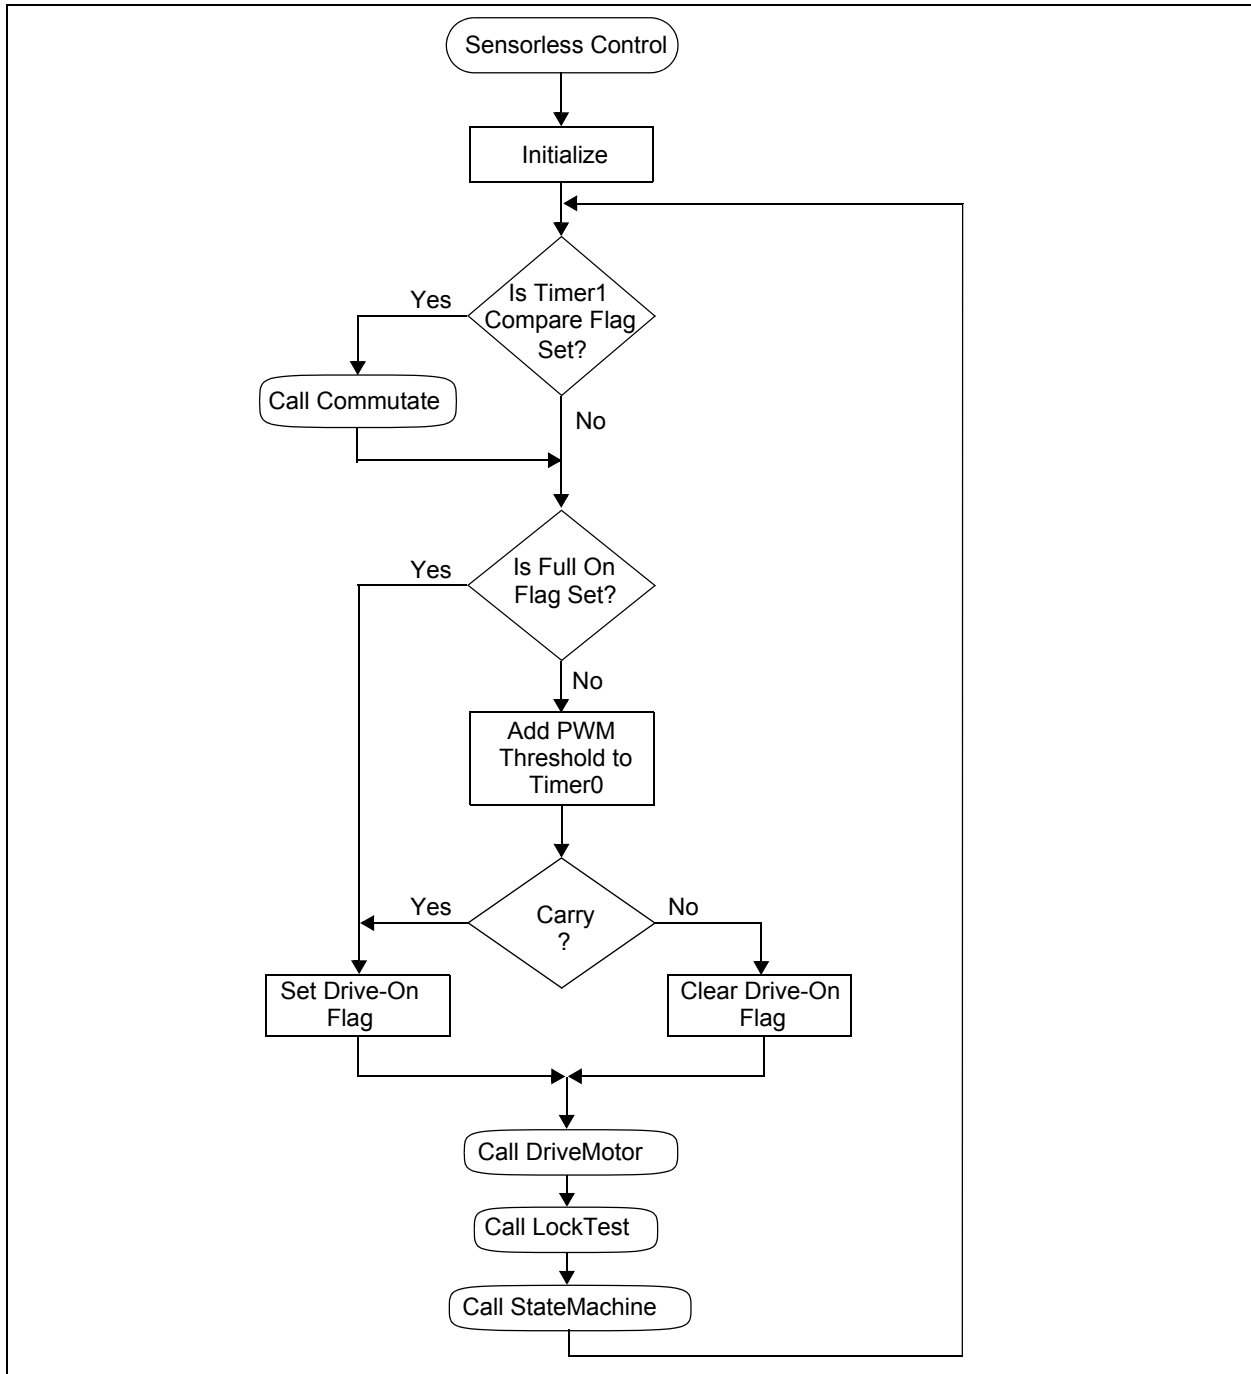 Sensorless Control
Initialize
Yes
Is Timer1
Compare Flag
Set?
Call Commutate
No
Yes
Is Full On
Flag Set?
No
Add PWM
Threshold to
Timer0
Yes
Carry
?
No
Set Drive-On
Flag
Clear Drive-On
Flag
Call DriveMotor
Call LockTest
Call StateMachine